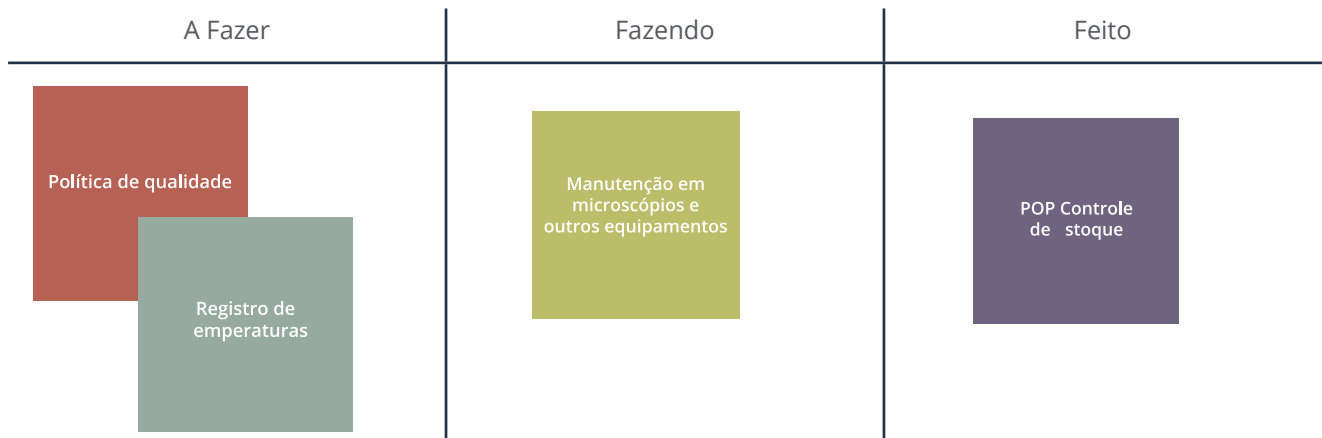 A Fazer
Fazendo
Feito
Política de qualidade
Registro de
emperaturas
Manutenção em
microscópios e
outros equipamentos
POP Controle
de stoque